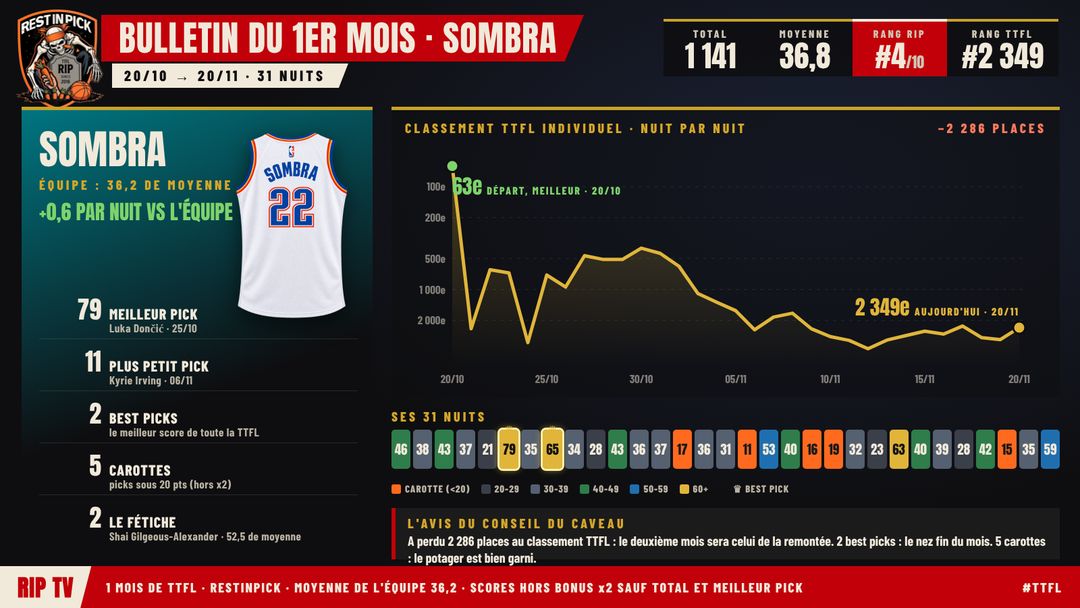 RESTINPICK
TTFL
RIP
BULLETIN DU 1ER MOIS · SOMBRA
20/10 → 20/11 · 31 NUITS
TOTAL
1 141
MOYENNE
36,8
RANG RIP
#4/10
RANG TTFL
#2 349
SOMBRA
ÉQUIPE : 36,2 DE MOYENNE
+0,6 PAR NUIT VS L'ÉQUIPE
SOMBRA
22
79 MEILLEUR PICK
Luka Dončić · 25/10
11 PLUS PETIT PICK
Kyrie Irving · 06/11
2 BEST PICKS
le meilleur score de toute la TTFL
5 CAROTTES
picks sous 20 pts (hors x2)
2 LE FÉTICHE
Shai Gilgeous-Alexander · 52,5 de moyenne
CLASSEMENT TTFL INDIVIDUEL · NUIT PAR NUIT
−2 286 PLACES
100e
200e
500e
1 000e
2 000e
63e DÉPART, MEILLEUR · 20/10
2 349e AUJOURD'HUI · 20/11
20/10 25/10 30/10 05/11 10/11 15/11 20/11
SES 31 NUITS
46 38 43 37 21 79 35 65 34 28 43 36 37 17 36 31 11 53 40 16 19 32 23 63 40 39 28 42 15 35 59
CAROTTE (<20) 20-29 30-39 40-49 50-59 60+ ♛ BEST PICK
L'AVIS DU CONSEIL DU CAVEAU
A perdu 2 286 places au classement TTFL : le deuxième mois sera celui de la remontée. 2 best picks : le nez fin du mois. 5 carottes
: le potager est bien garni.
RIP TV
1 MOIS DE TTFL · RESTINPICK · MOYENNE DE L'ÉQUIPE 36,2 · SCORES HORS BONUS x2 SAUF TOTAL ET MEILLEUR PICK
#TTFL